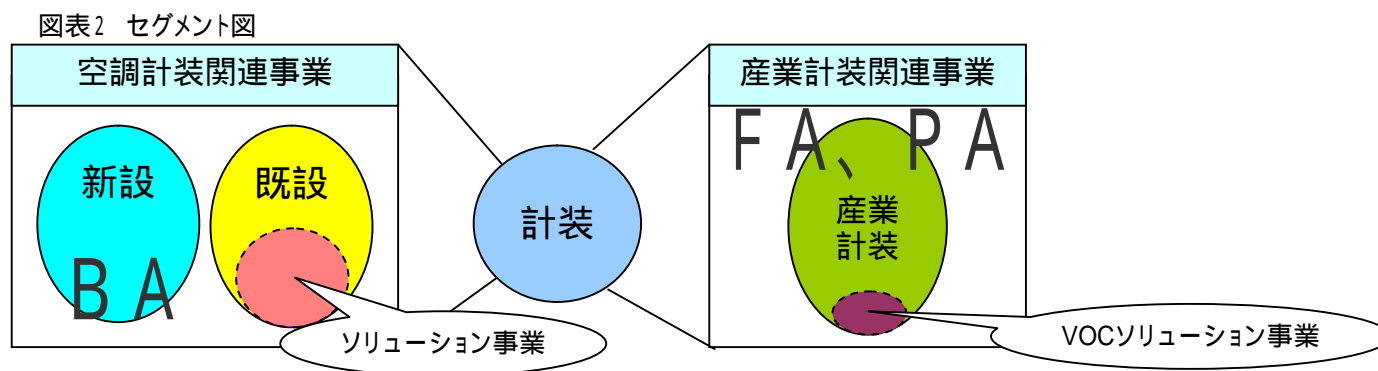 図表2 セグメント図
空調計装関連事業
新設
既設
BA
ソリューション事業
計装
産業計装関連事業
FA、PA
産業
計装
VOCソリューション事業